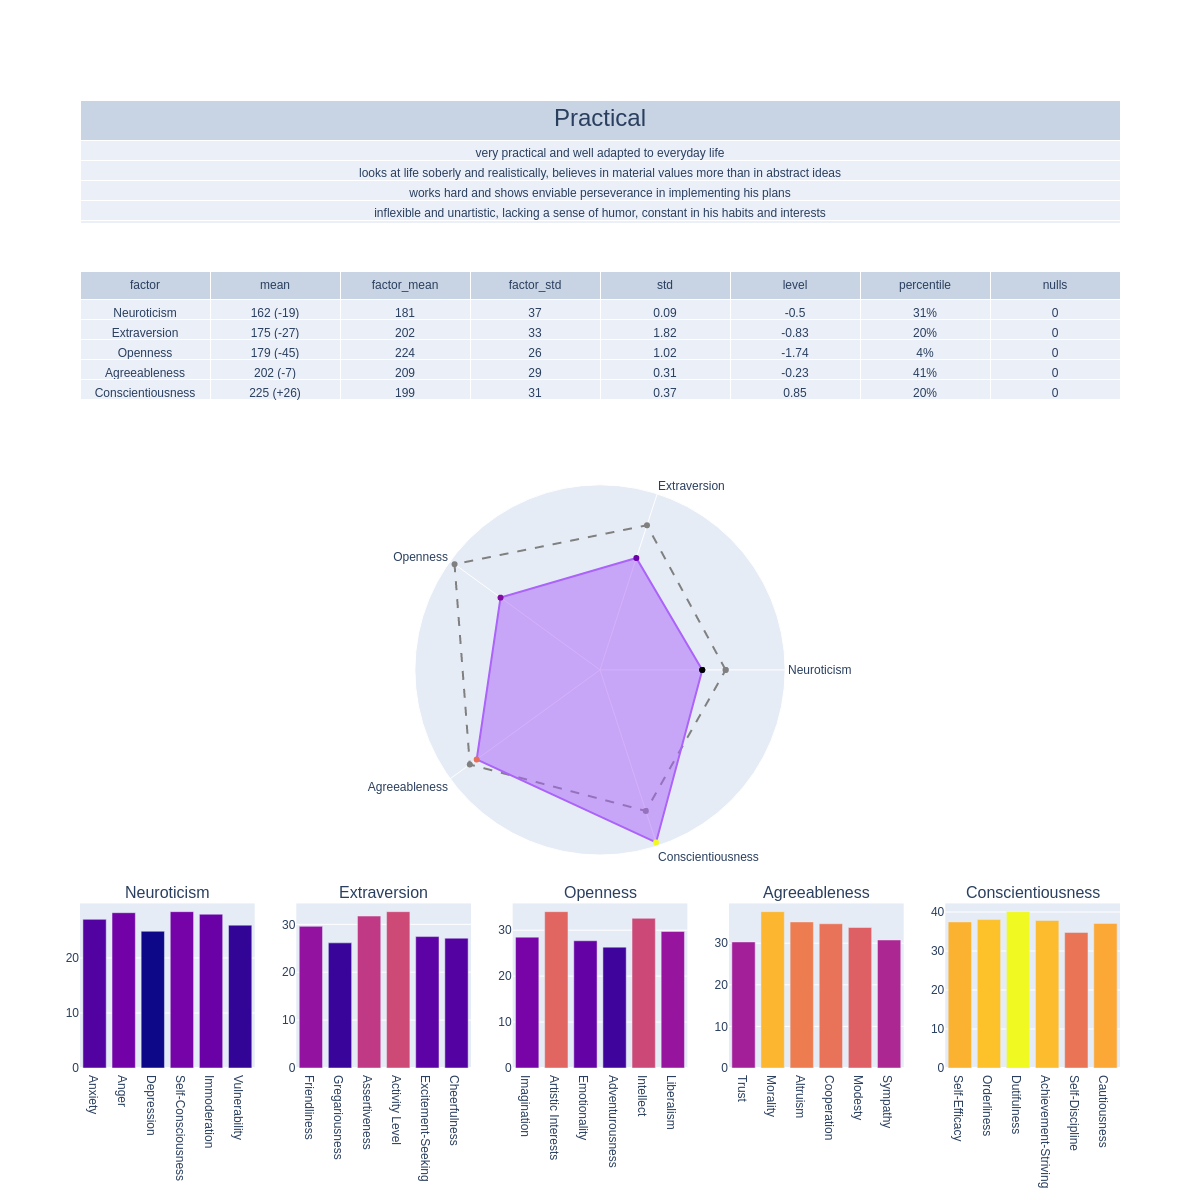 Practical
very practical and well adapted to everyday life
looks at life soberly and realistically, believes in material values more than in abstract ideas
works hard and shows enviable perseverance in implementing his plans
inflexible and unartistic, lacking a sense of humor, constant in his habits and interests
factor mean factor_mean factor_std std level percentile nulls
Neuroticism 162 (-19) 181 37 0.09 -0.5 31% 0
Extraversion 175 (-27) 202 33 1.82 -0.83 20% 0
Openness 179 (-45) 224 26 1.02 -1.74 4% 0
Agreeableness 202 (-7) 209 29 0.31 -0.23 41% 0
Conscientiousness 225 (+26) 199 31 0.37 0.85 20% 0
Extraversion
Openness
Neuroticism
Agreeableness
Conscientiousness
Neuroticism
20
10
0
Anxiety
Anger
Depression
Self-Consciousness
Immoderation
Vulnerability
Extraversion
30
20
10
0
Friendliness
Gregariousness
Assertiveness
Activity Level
Excitement-Seeking
Cheerfulness
Openness
30
20
10
0
Imagination
Artistic Interests
Emotionality
Adventurousness
Intellect
Liberalism
Agreeableness
30
20
10
0
Trust
Morality
Altruism
Cooperation
Modesty
Sympathy
Conscientiousness
40
30
20
10
0
Self-Efficacy
Orderliness
Dutifulness
Achievement-Striving
Self-Discipline
Cautiousness